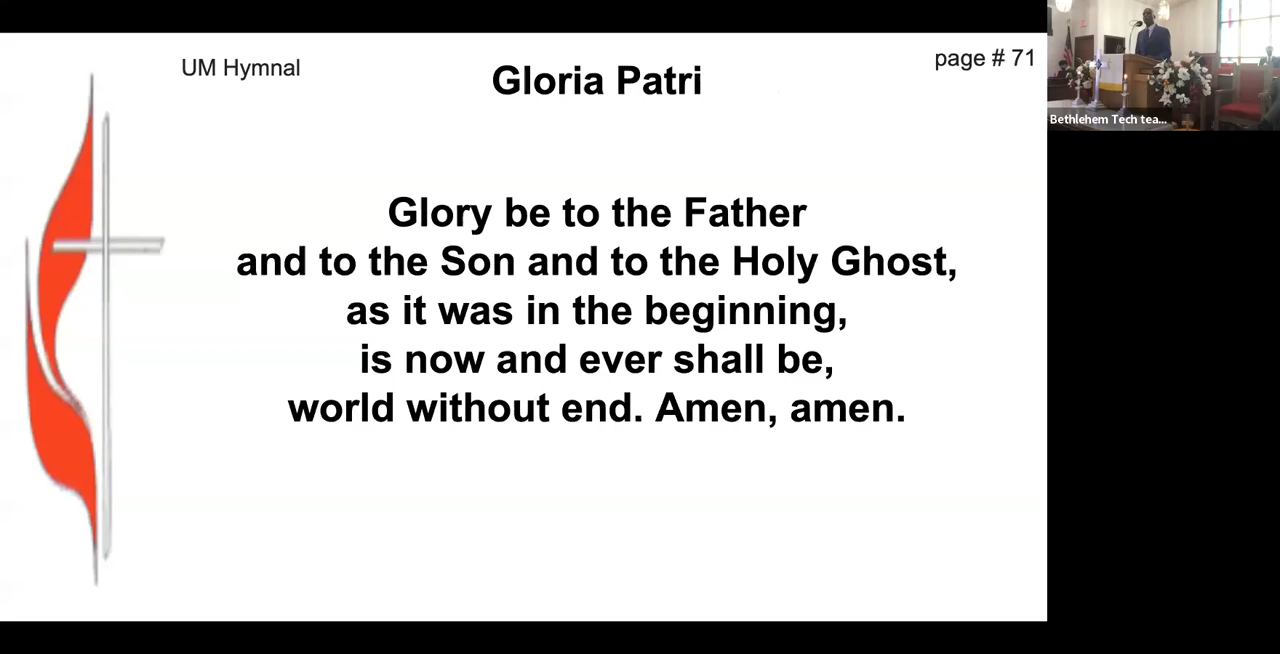 UM Hymnal
Gloria Patri
page # 71
Glory be to the Father
and to the Son and to the Holy Ghost,
as it was in the beginning,
is now and ever shall be,
world without end. Amen, amen.
Bethlehem Tech tea...